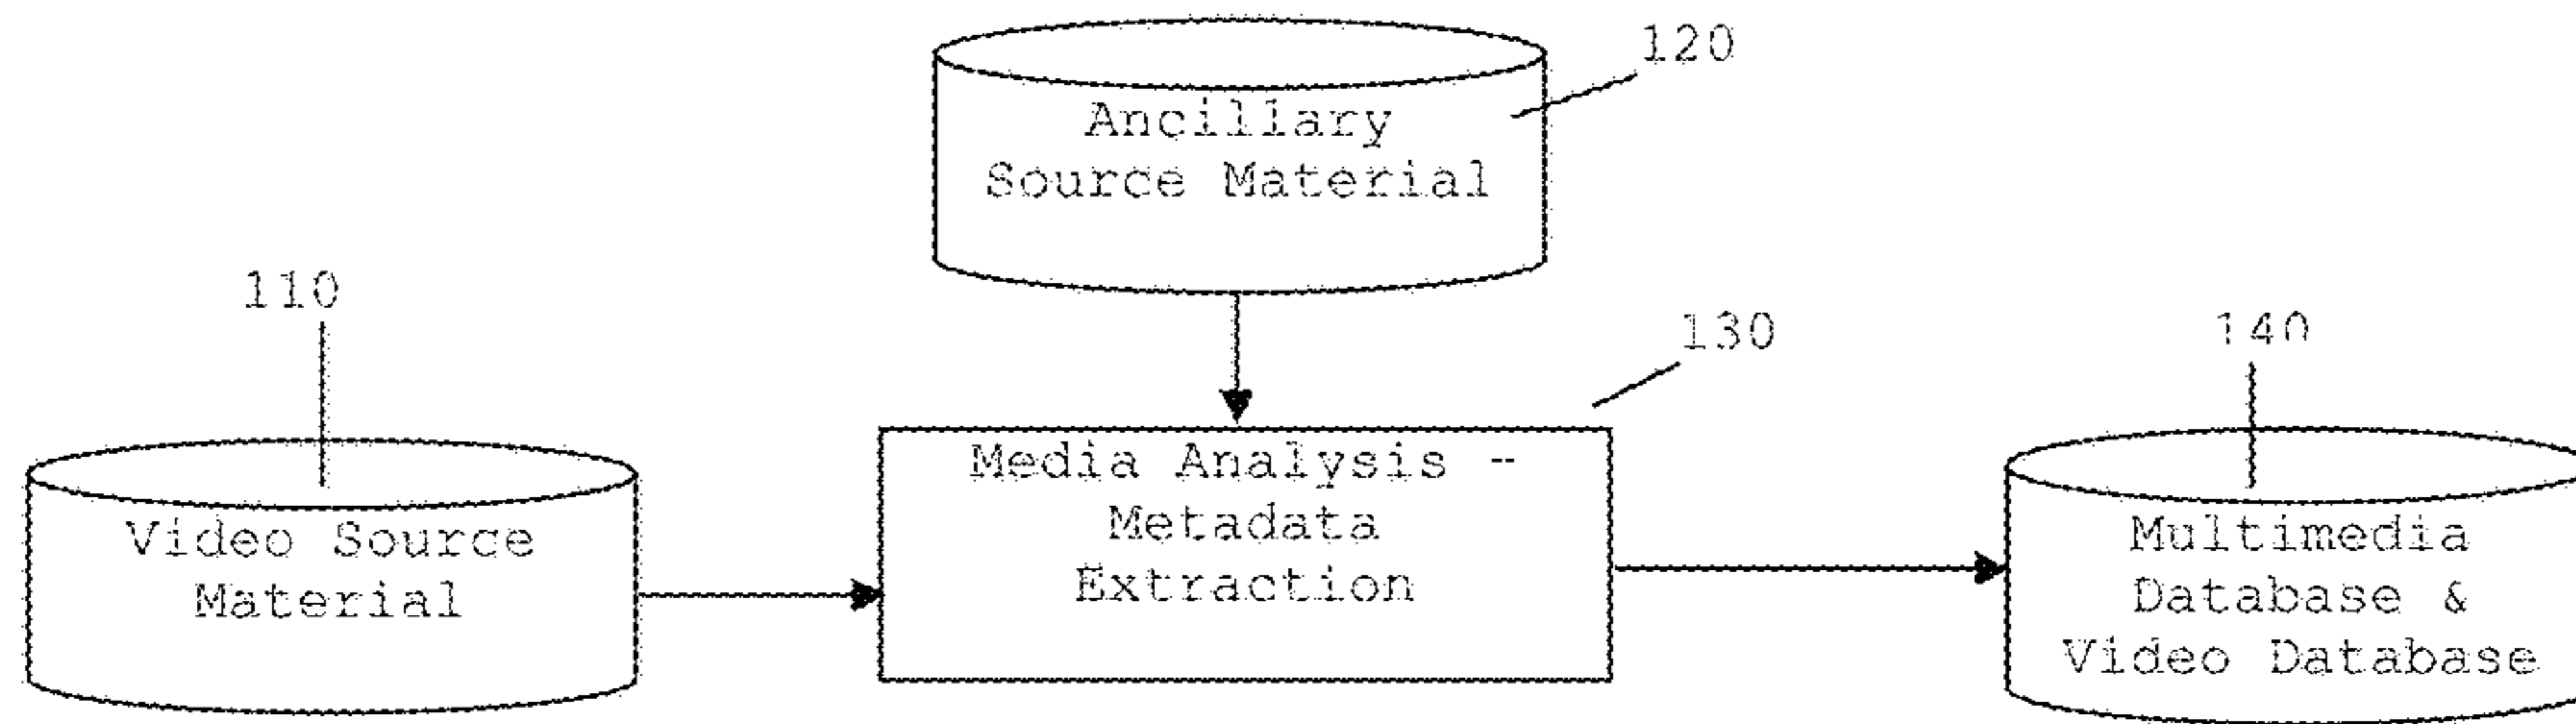 120
Ancillary
Source Material
110
130
140
Video Source
Material
Media Analysis -
Metadata
Extraction
Multimedia
Database &
Video Database